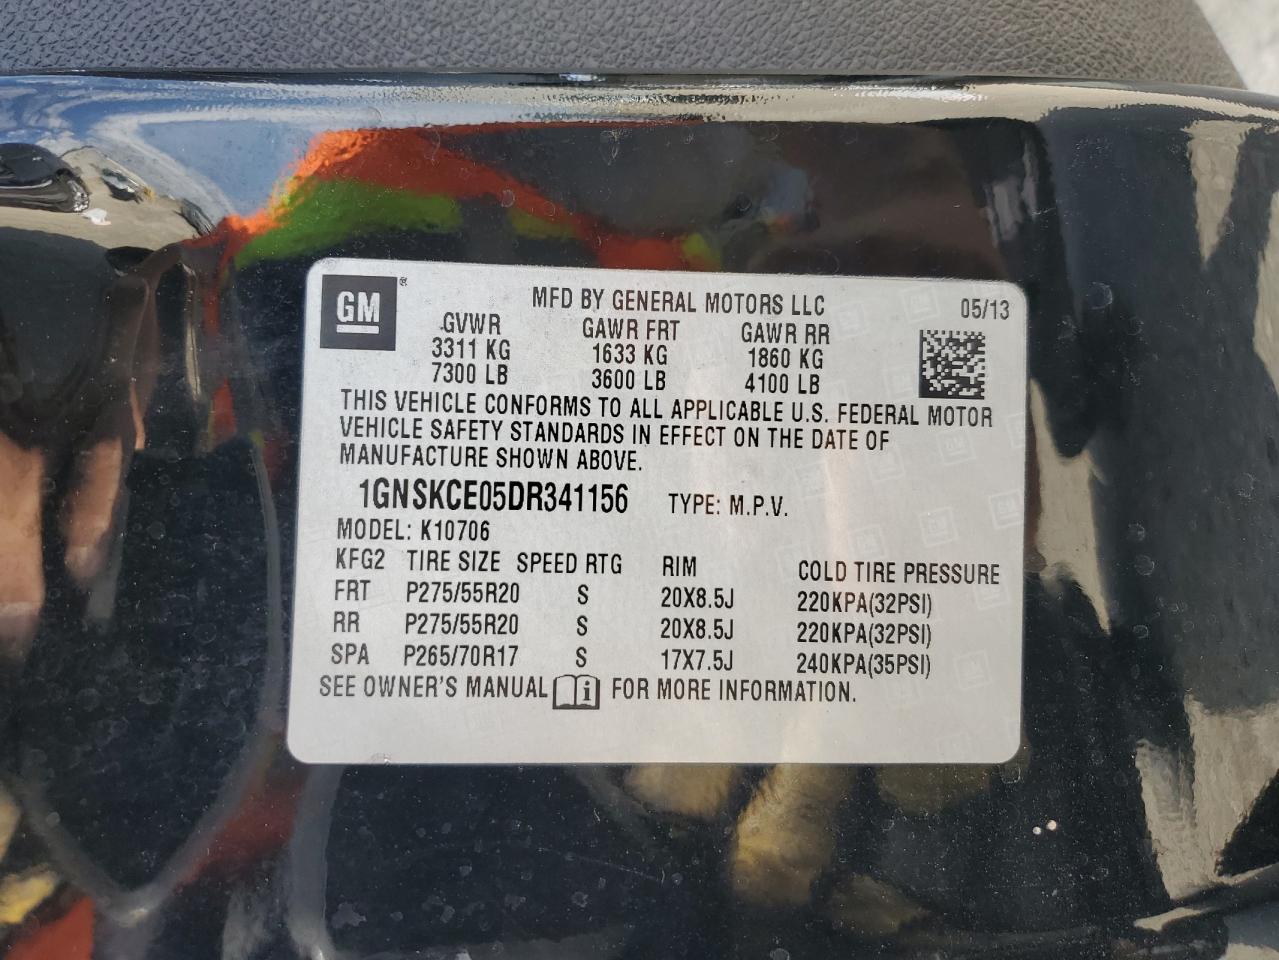 GM ®
MFD BY GENERAL MOTORS LLC 05/13
GVWR GAWR FRT GAWR RR
3311 KG 1633 KG 1860 KG
7300 LB 3600 LB 4100 LB
THIS VEHICLE CONFORMS TO ALL APPLICABLE U.S. FEDERAL MOTOR
VEHICLE SAFETY STANDARDS IN EFFECT ON THE DATE OF
MANUFACTURE SHOWN ABOVE.
1GNSKCE05DR341156 TYPE: M.P.V.
MODEL: K10706
KFG2 TIRE SIZE SPEED RTG RIM COLD TIRE PRESSURE
FRT P275/55R20 S 20X8.5J 220KPA(32PSI)
RR P275/55R20 S 20X8.5J 220KPA(32PSI)
SPA P265/70R17 S 17X7.5J 240KPA(35PSI)
SEE OWNER'S MANUAL FOR MORE INFORMATION.